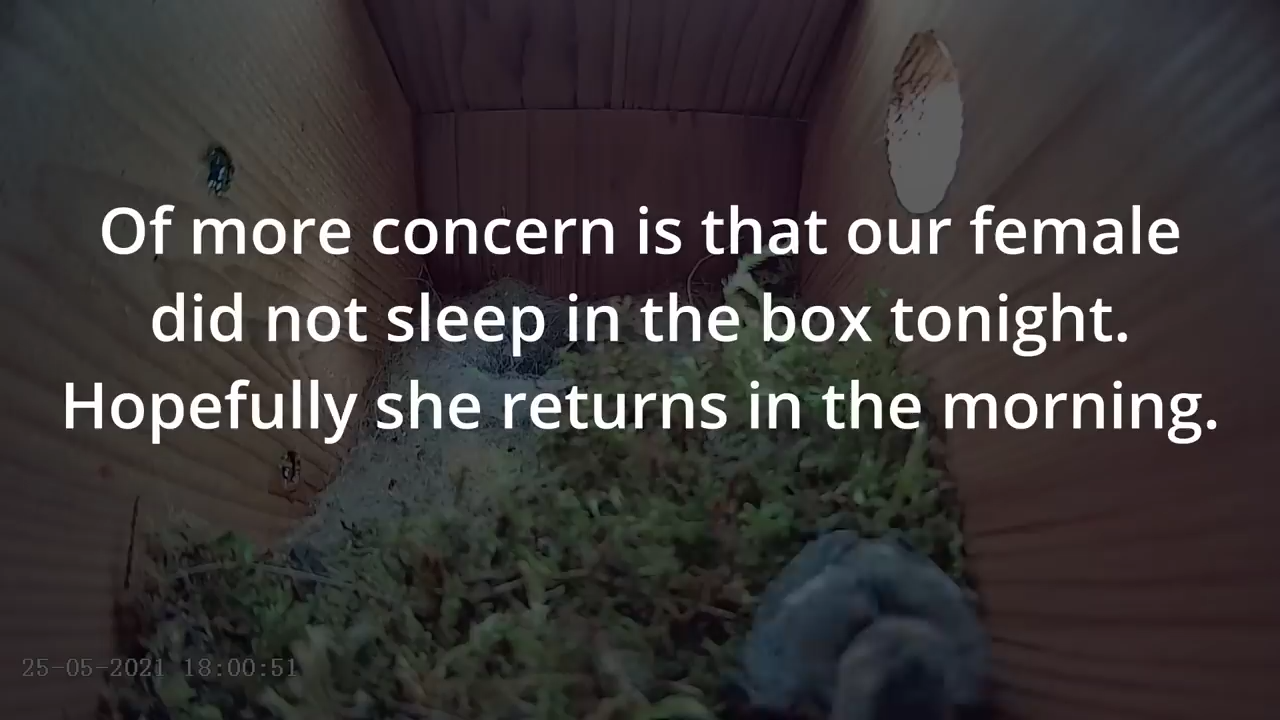 Of more concern is that our female
did not sleep in the box tonight.
Hopefully she returns in the morning.
25-05-2021 18:00:51